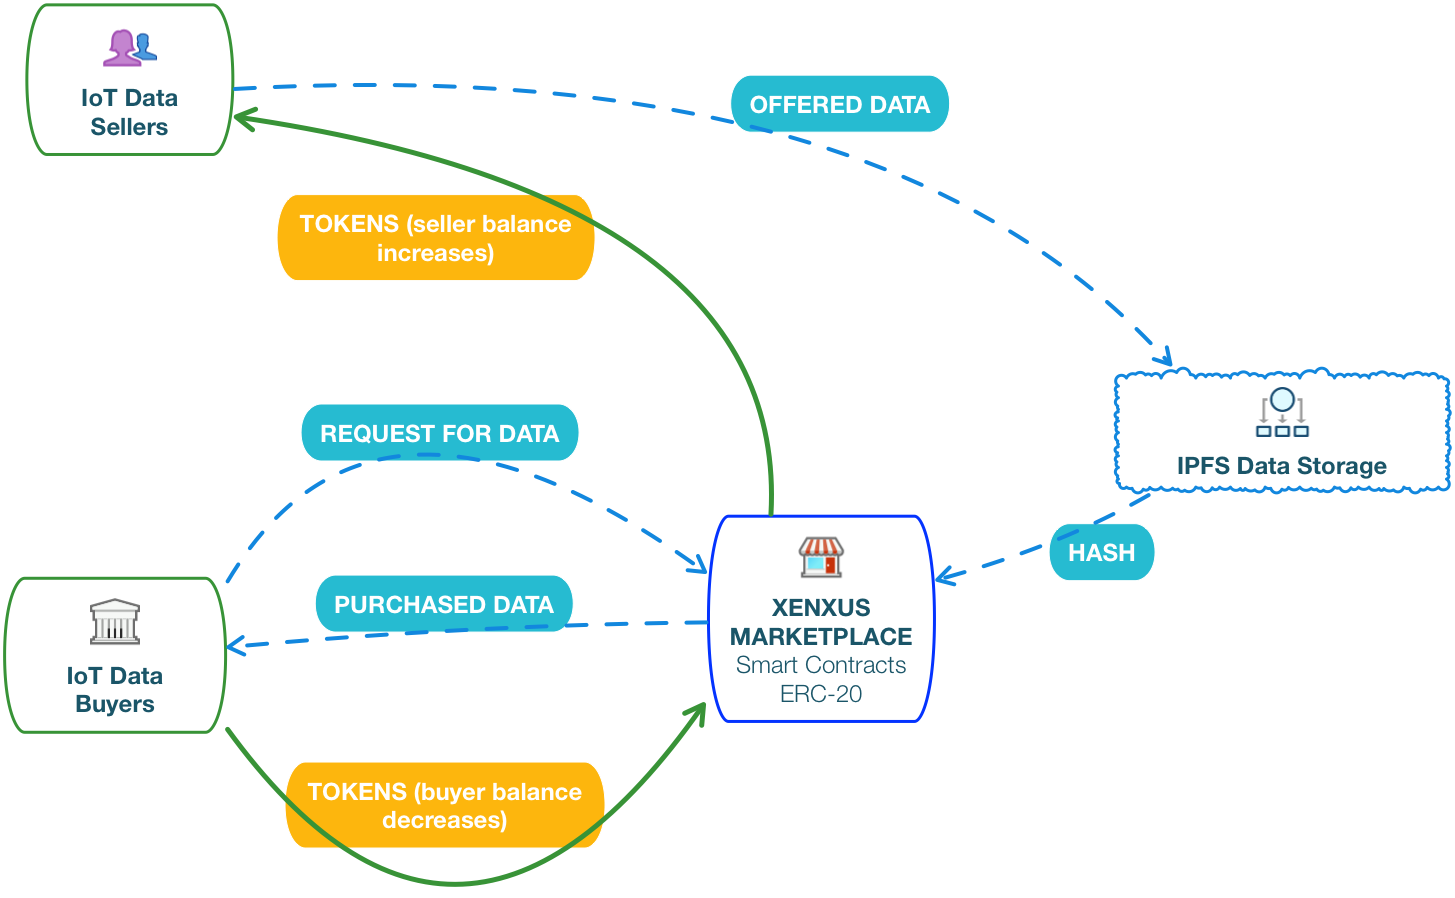 IoT Data
Sellers
OFFERED DATA
TOKENS (seller balance
increases)
REQUEST FOR DATA
IPFS Data Storage
HASH
PURCHASED DATA
XENXUS
MARKETPLACE
Smart Contracts
ERC-20
IoT Data
Buyers
TOKENS (buyer balance
decreases)